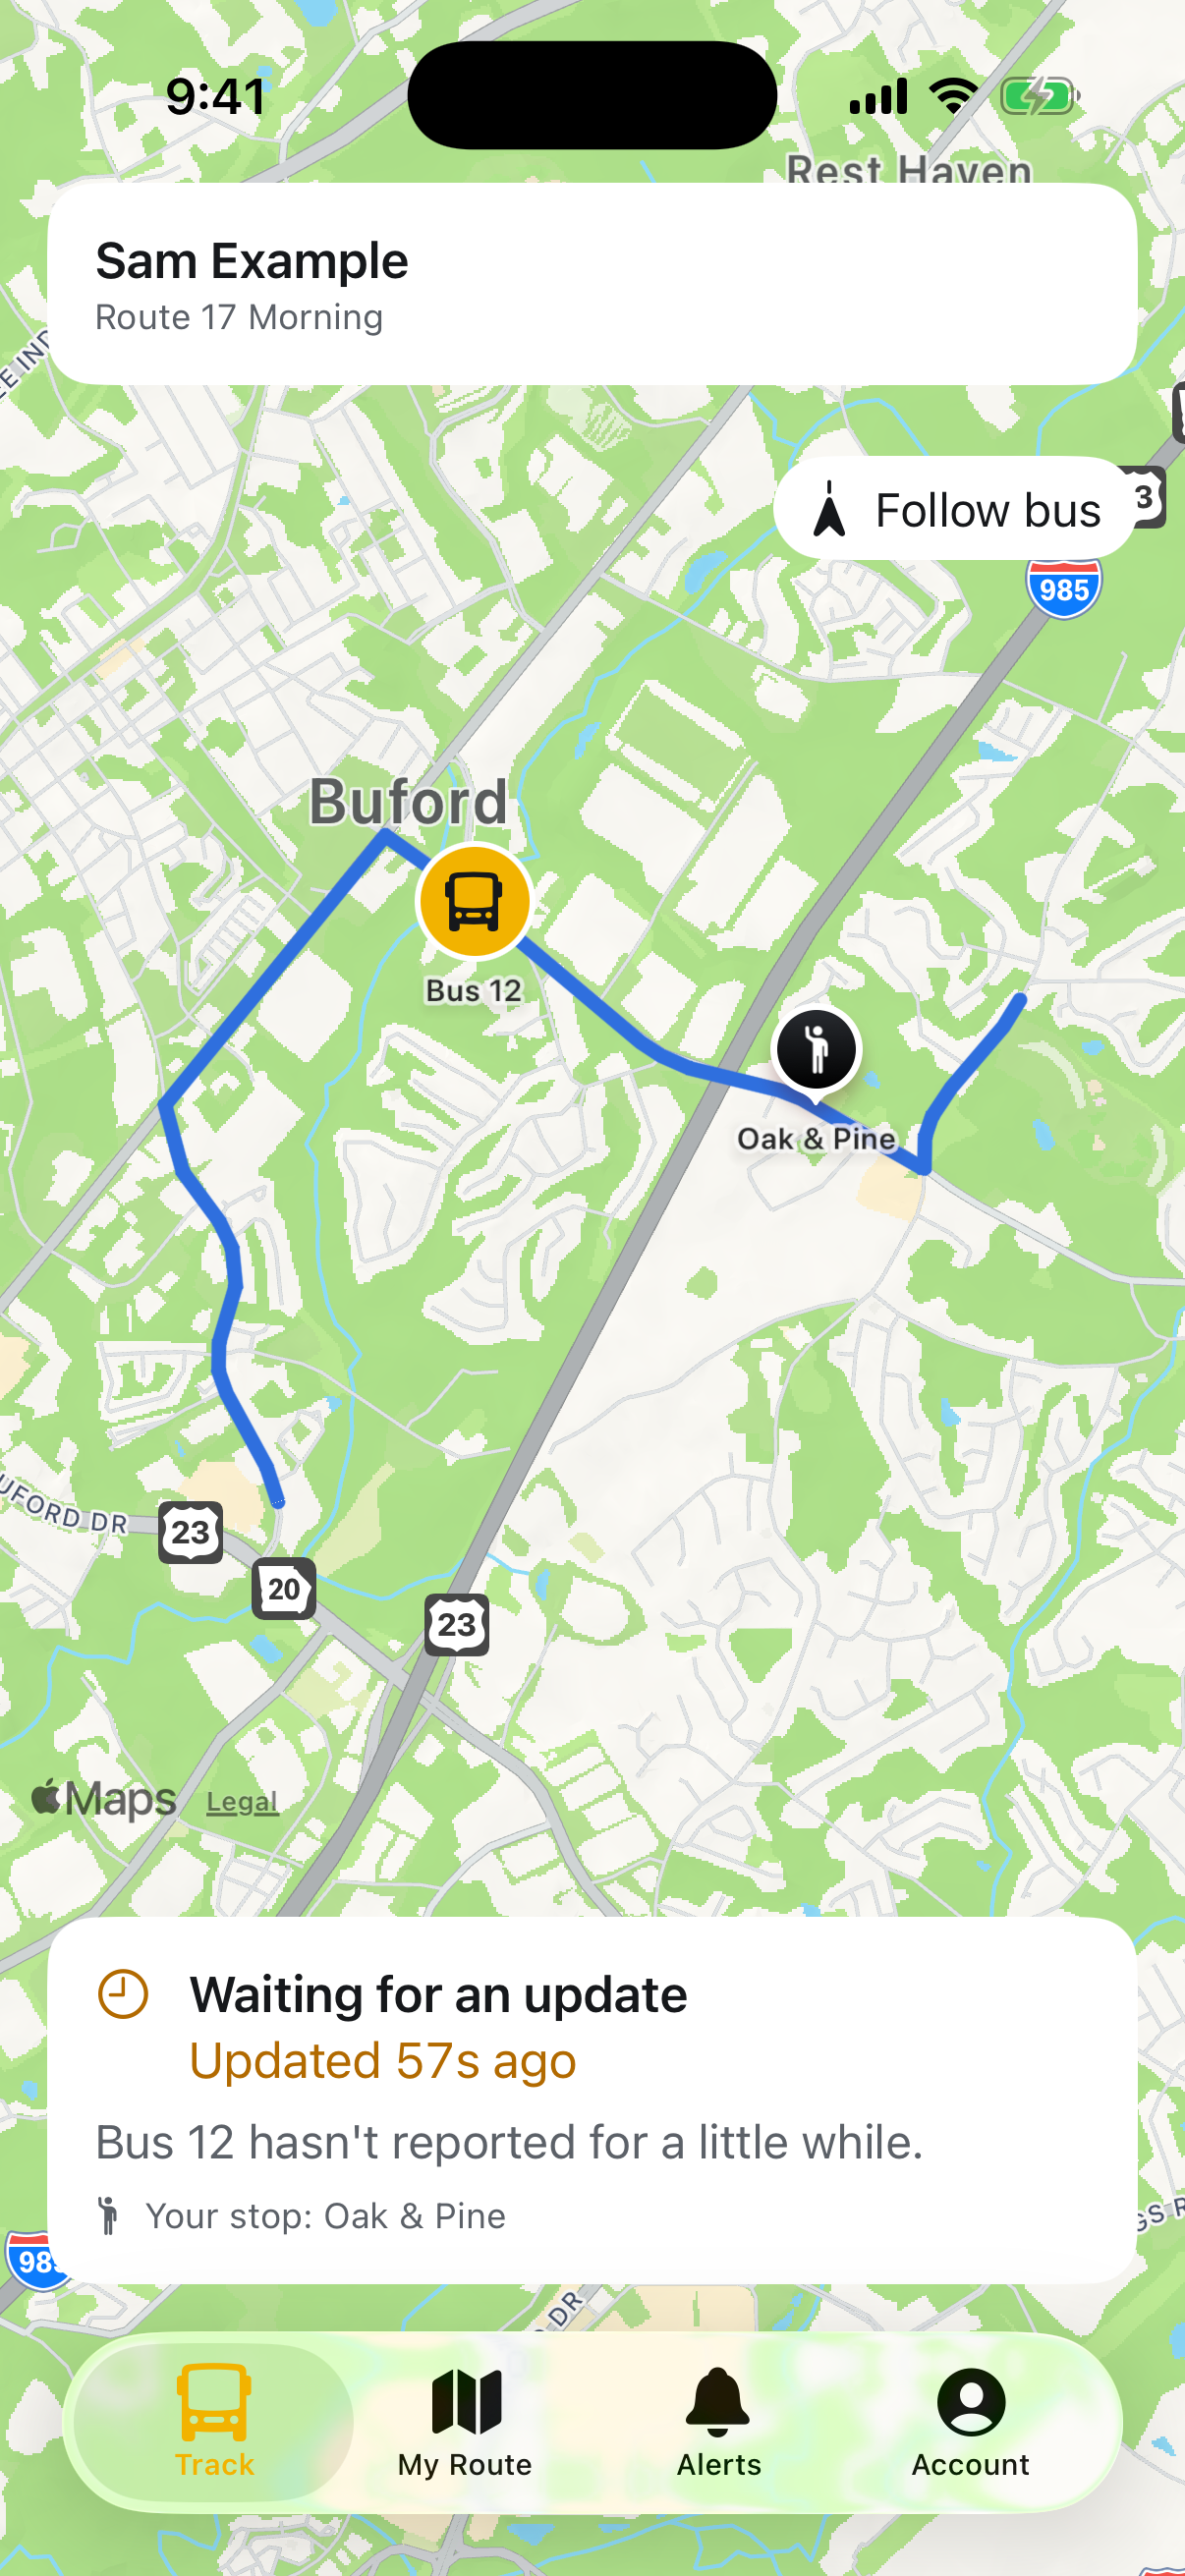 9:41
Rest Haven
Sam Example
Route 17 Morning
Follow bus
3
985
Buford
Bus 12
Oak & Pine
DR
23
20
23
Maps
Legal
Waiting for an update
Updated 57s ago
Bus 12 hasn't reported for a little while.
Your stop: Oak & Pine
DR
Track
My Route
Alerts
Account